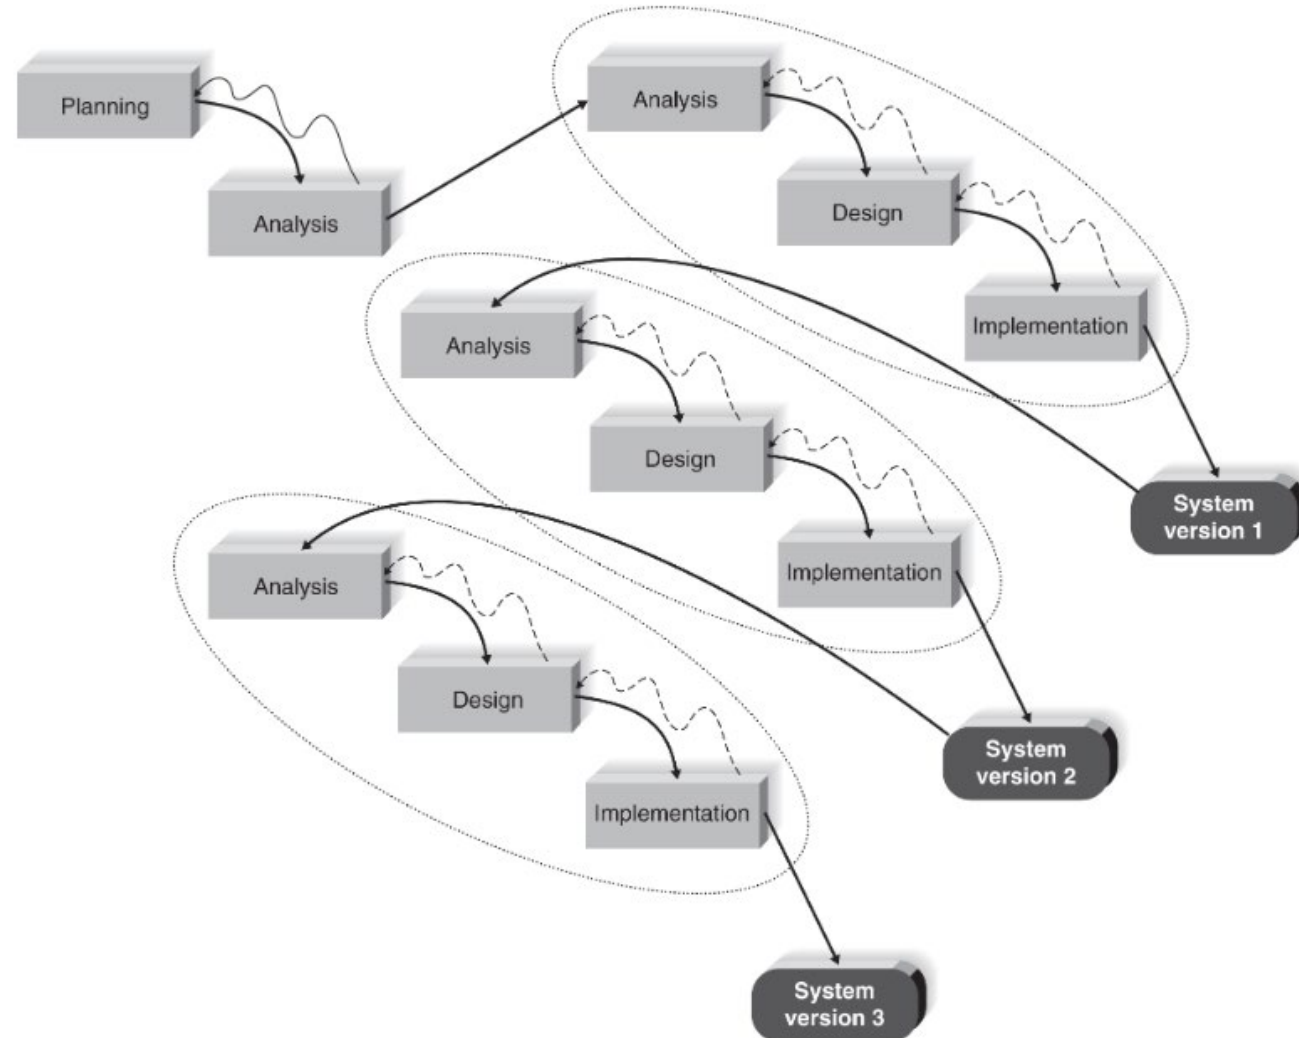 Planning
Analysis
Analysis
Design
Implementation
System
version 1
Analysis
Design
Implementation
System
version 2
Analysis
Design
Implementation
System
version 3